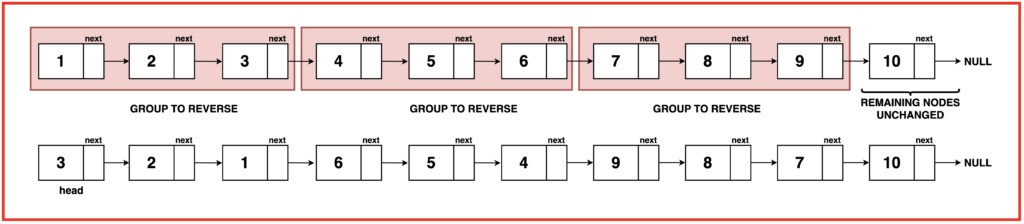 next next next next next next next next next next
1 2 3 4 5 6 7 8 9 10 NULL
GROUP TO REVERSE GROUP TO REVERSE GROUP TO REVERSE REMAINING NODES
UNCHANGED
next next next next next next next next next next
3 2 1 6 5 4 9 8 7 10 NULL
head